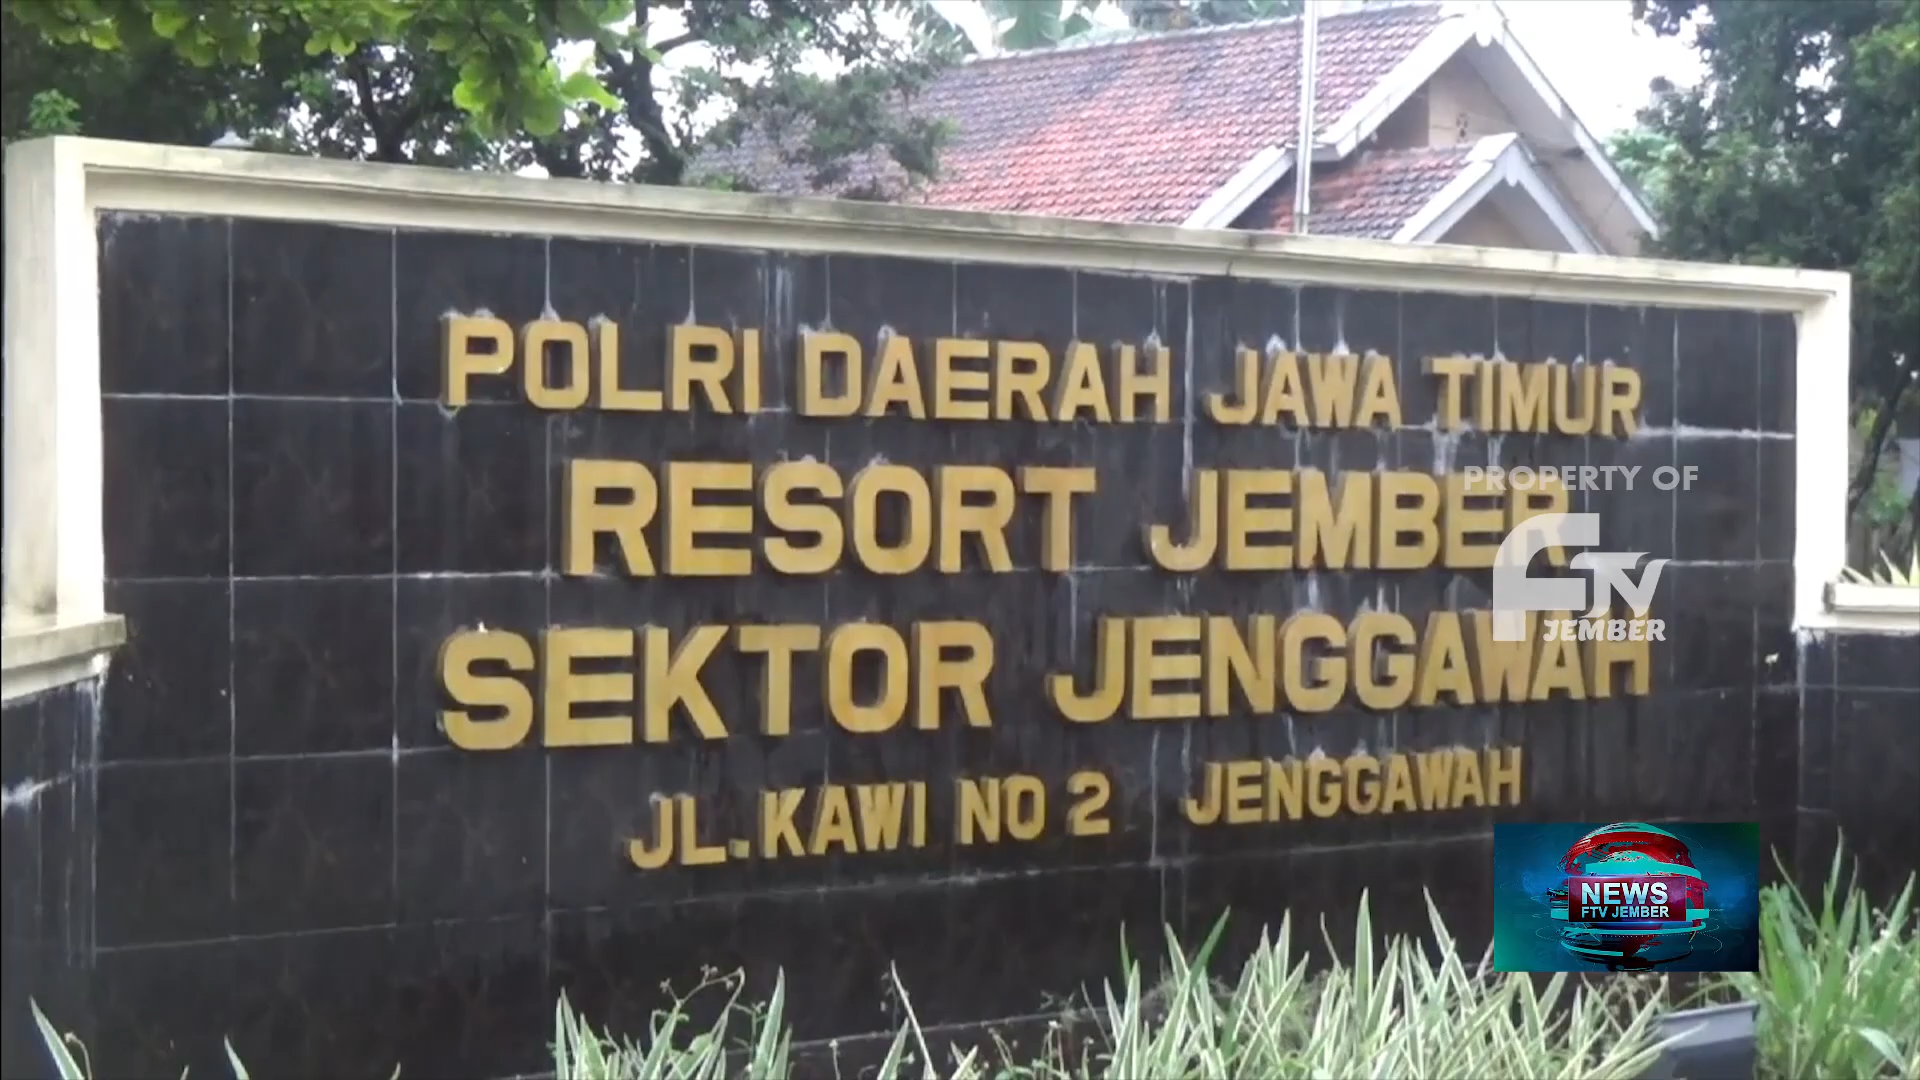 POLRI DAERAH JAWA TIMUR
RESORT JEMBER
SEKTOR JENGGAWAH
JL. KAWI NO 2 JENGGAWAH
PROPERTY OF
FTV
JEMBER
NEWS
FTV JEMBER